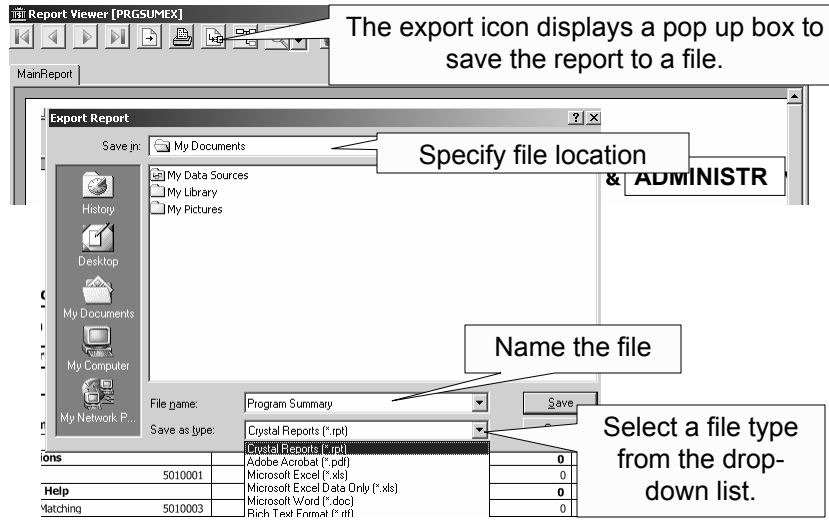 Report Viewer [PRGSUMEX]
The export icon displays a pop up box to
save the report to a file.
MainReport
Export Report
Save in: My Documents
Specify file location
My Data Sources
My Library
My Pictures
& ADMINISTR
History
Desktop
My Documents
My Computer
My Network P...
Name the file
File name: Program Summary Save
Save as type: Crystal Reports (*.rpt)
Select a file type
from the drop-
down list.
Crystal Reports (*.rpt)
Adobe Acrobat (*.pdf)
Microsoft Excel (*.xls)
Microsoft Excel Data Only (*.xls)
Microsoft Word (*.doc)
Rich Text Format (*.rtf)
ions 0
5010001 0
Help 0
Matching 5010003 0